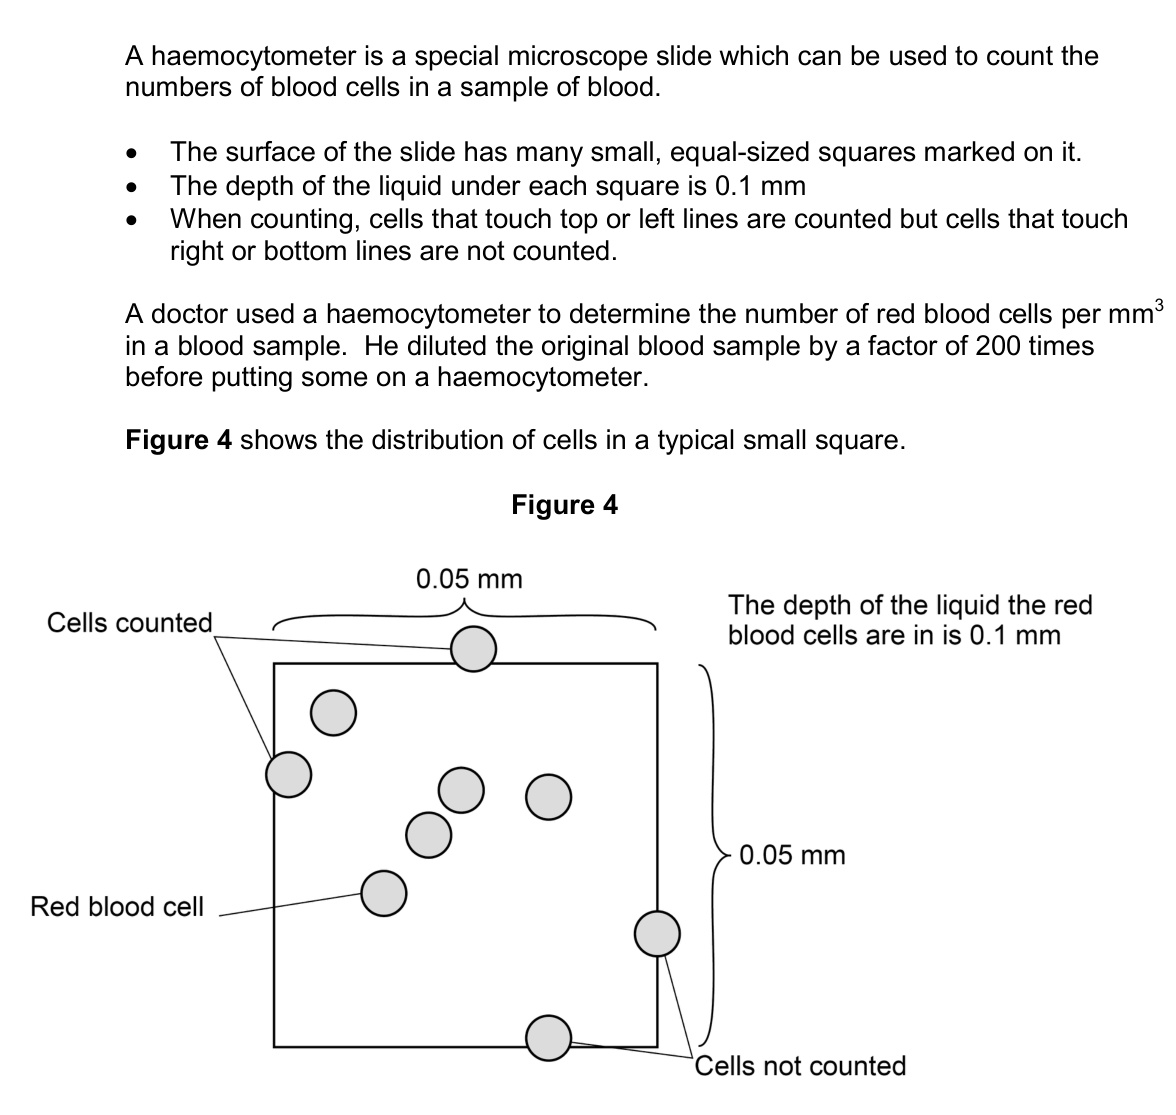 A haemocytometer is a special microscope slide which can be used to count the
numbers of blood cells in a sample of blood.
• The surface of the slide has many small, equal-sized squares marked on it.
• The depth of the liquid under each square is 0.1 mm
• When counting, cells that touch top or left lines are counted but cells that touch
right or bottom lines are not counted.
A doctor used a haemocytometer to determine the number of red blood cells per mm³
in a blood sample.  He diluted the original blood sample by a factor of 200 times
before putting some on a haemocytometer.
Figure 4 shows the distribution of cells in a typical small square.
Figure 4
0.05 mm
Cells counted
The depth of the liquid the red
blood cells are in is 0.1 mm
0.05 mm
Red blood cell
Cells not counted